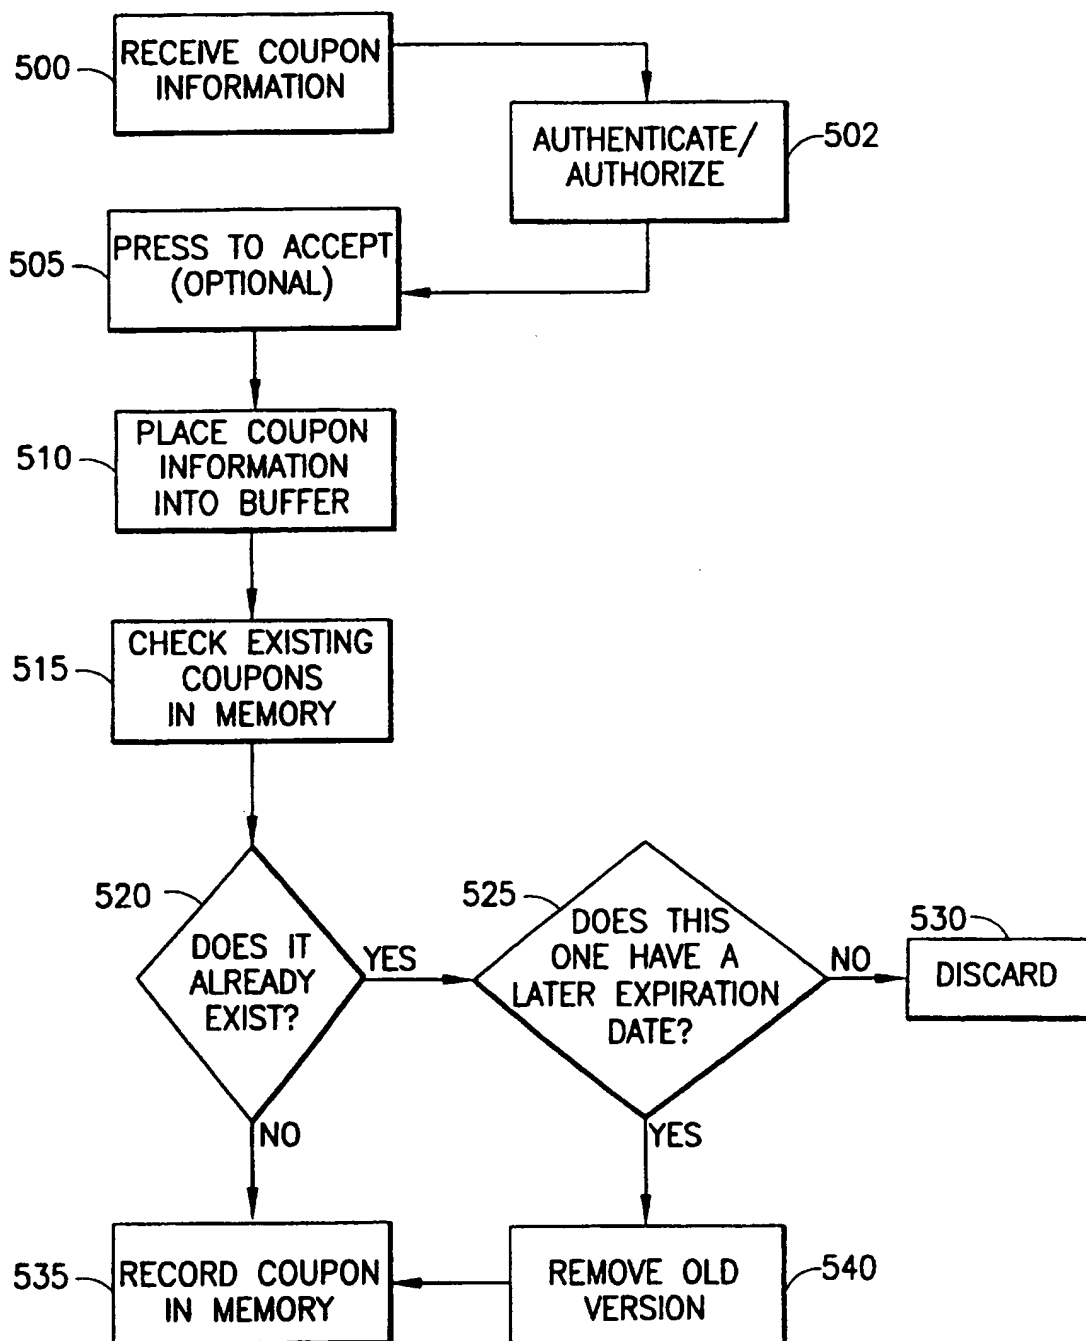 500
RECEIVE COUPON
INFORMATION
AUTHENTICATE/
AUTHORIZE
502
505
PRESS TO ACCEPT
(OPTIONAL)
510
PLACE COUPON
INFORMATION
INTO BUFFER
515
CHECK EXISTING
COUPONS
IN MEMORY
520
DOES IT
ALREADY
EXIST?
YES
NO
525
DOES THIS
ONE HAVE A
LATER EXPIRATION
DATE?
NO
YES
530
DISCARD
535
RECORD COUPON
IN MEMORY
REMOVE OLD
VERSION
540